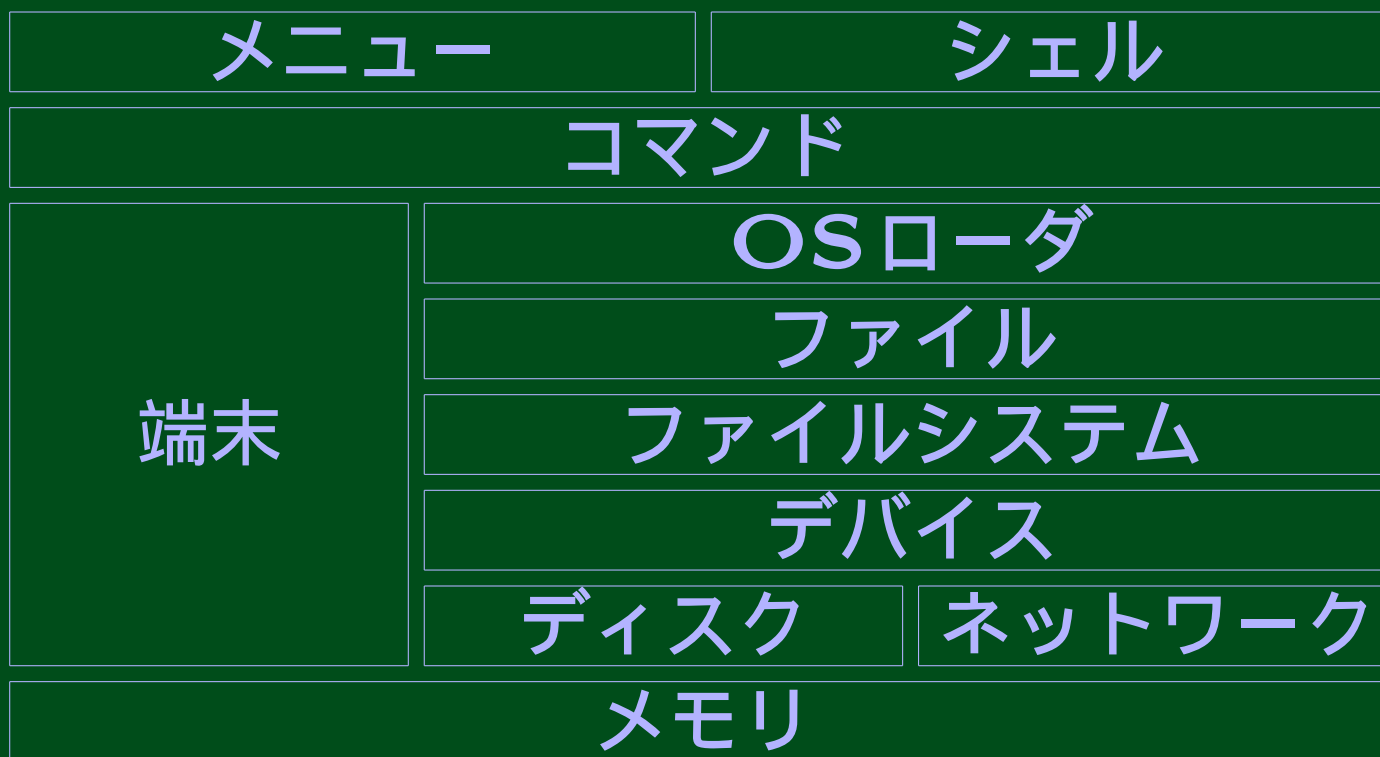 メニュー
シェル
コマンド
OSローダ
ファイル
端末
ファイルシステム
デバイス
ディスク
ネットワーク
メモリ